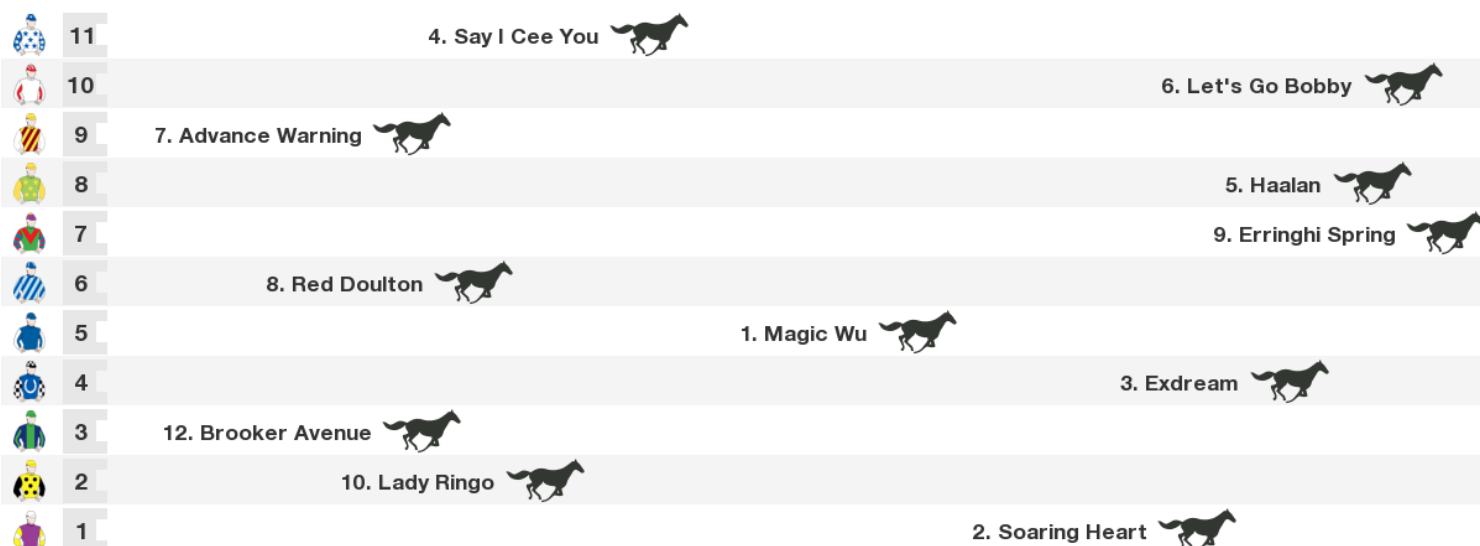 11 4. Say I Cee You
10 6. Let's Go Bobby
9 7. Advance Warning
8 5. Haalan
7 9. Erringhi Spring
6 8. Red Doulton
5 1. Magic Wu
4 3. Exdream
3 12. Brooker Avenue
2 10. Lady Ringo
1 2. Soaring Heart